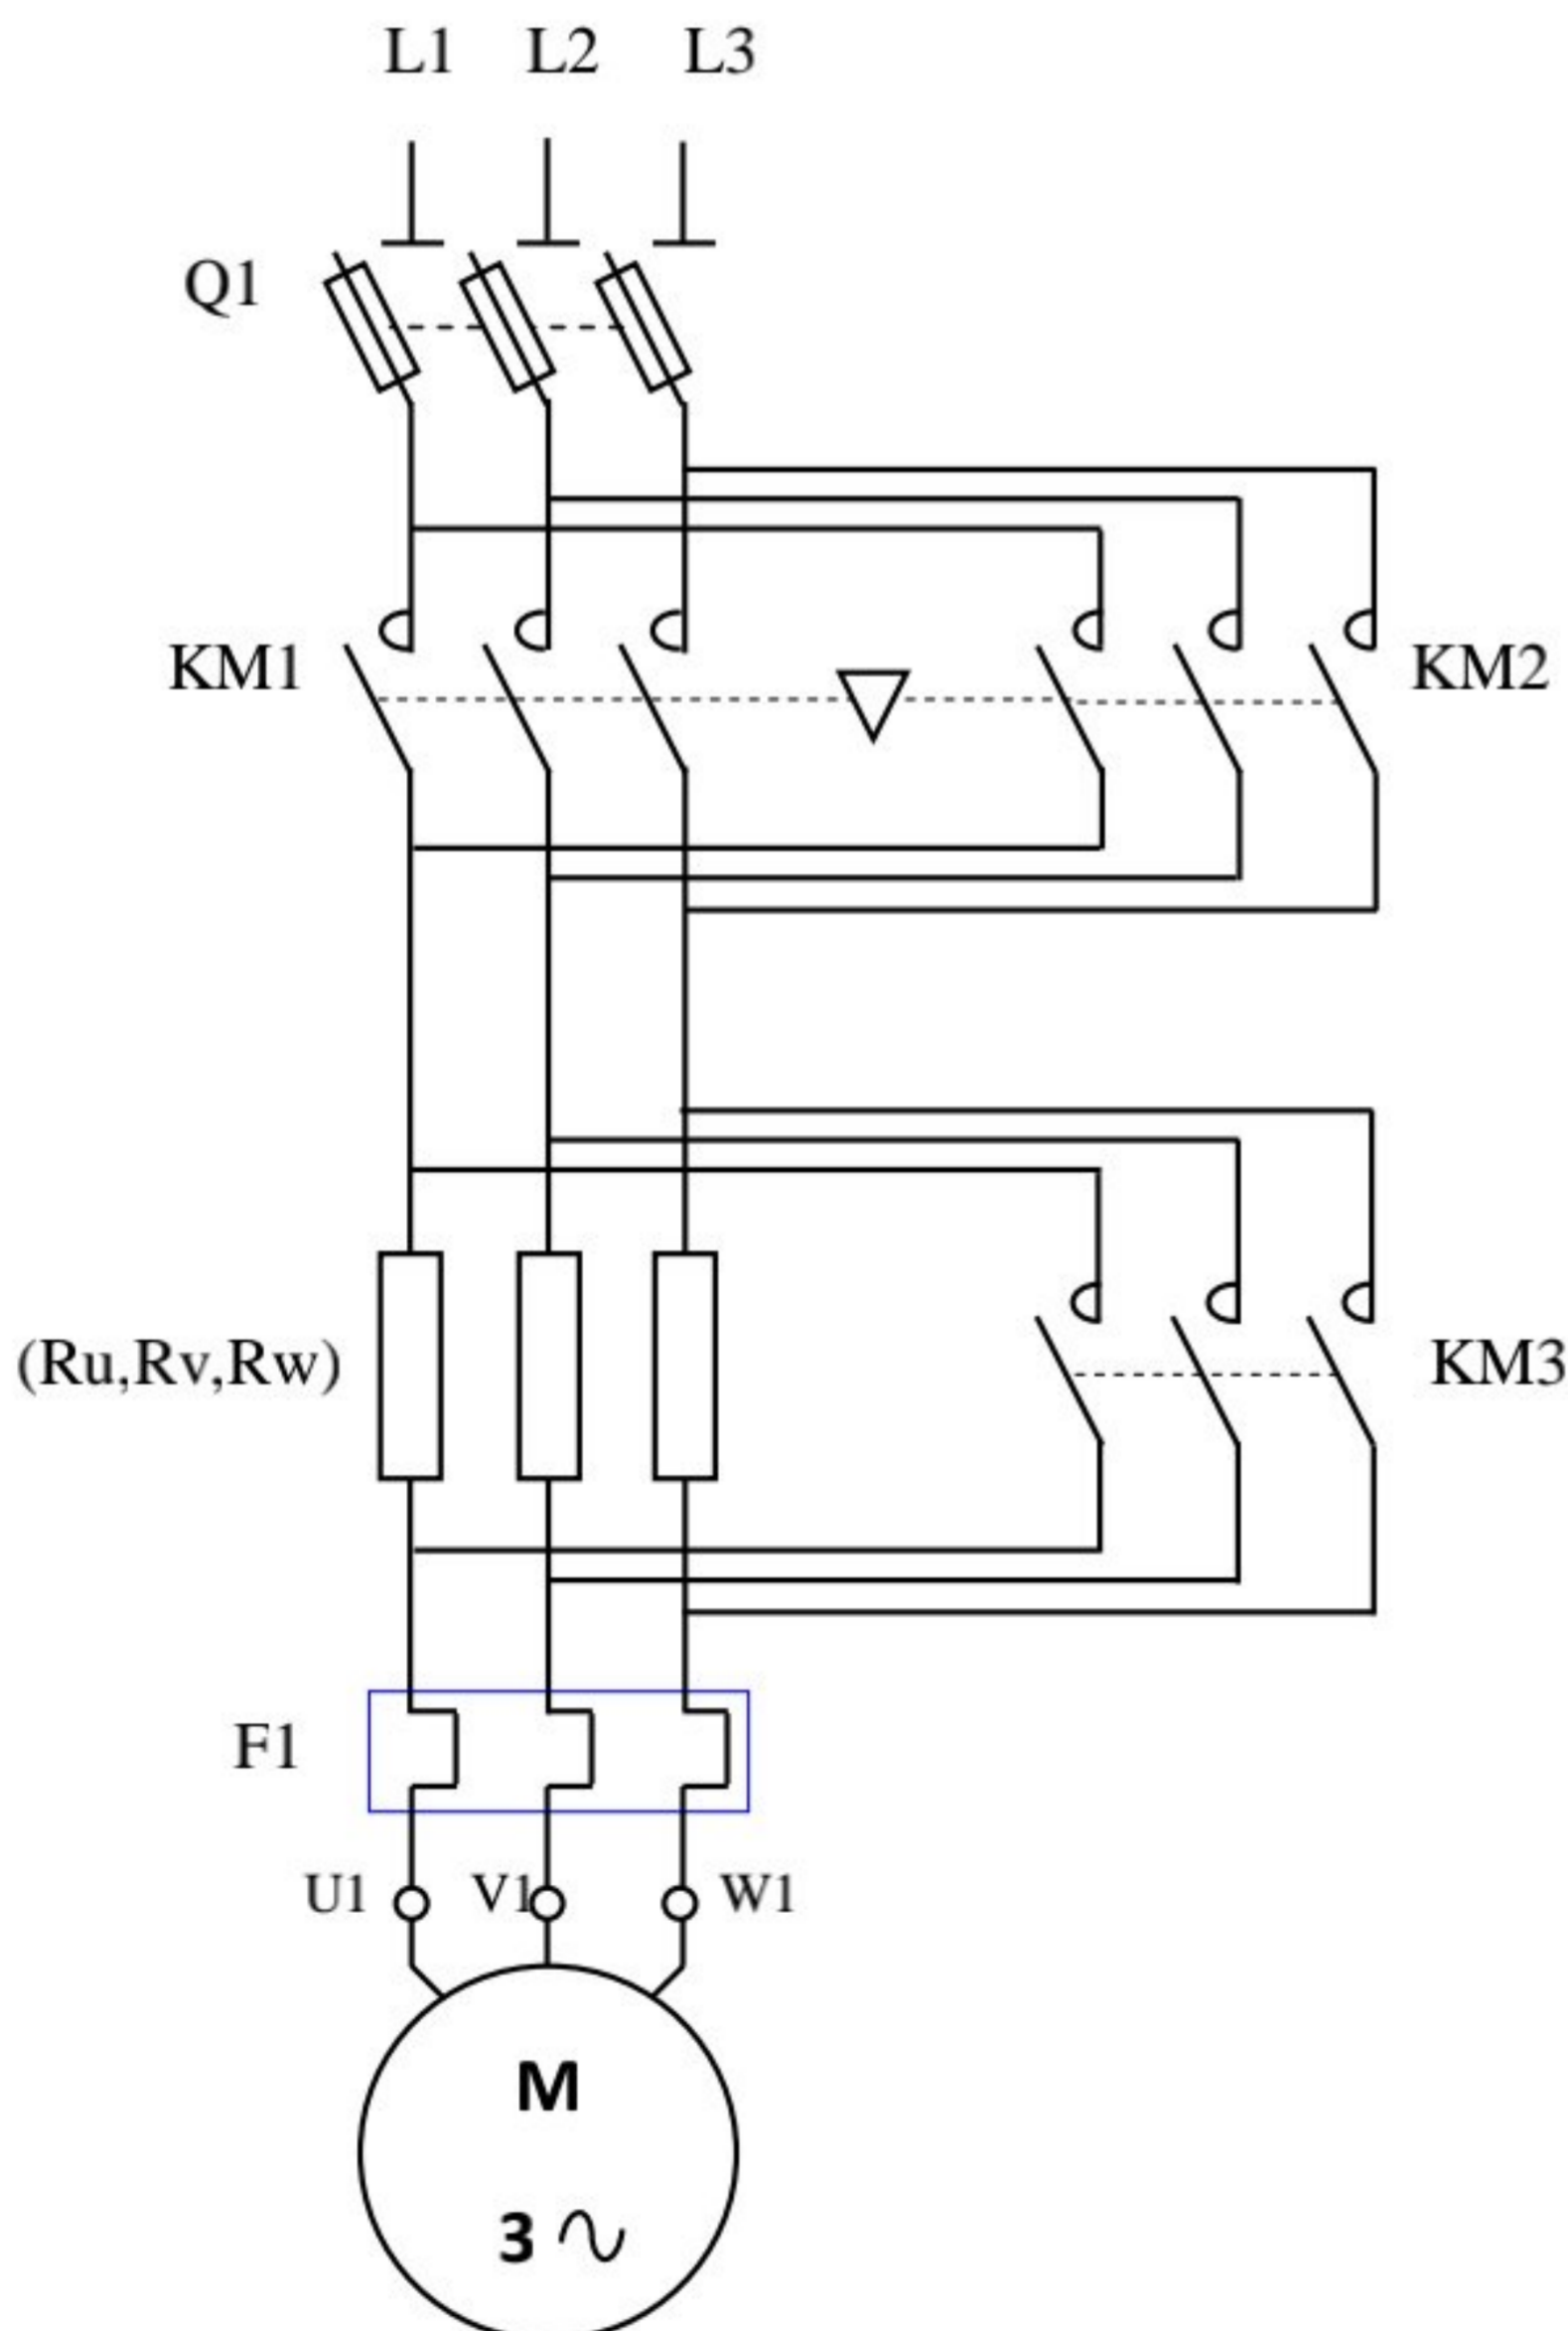 L1 L2 L3
Q1
KM1 KM2
(Ru,Rv,Rw) KM3
F1
U1 V1 W1
M
3 ∿